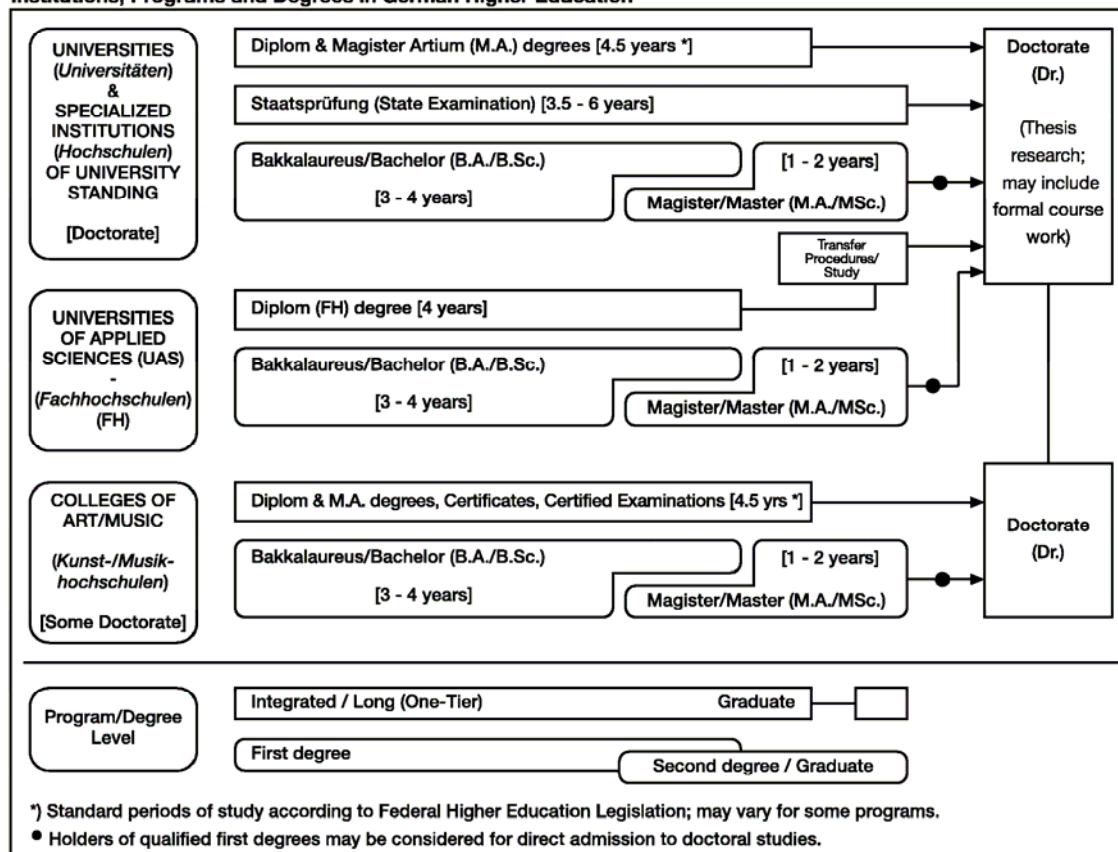 Institutions, Programs and Degrees in German Higher Education
UNIVERSITIES
(Universitäten)
&
SPECIALIZED
INSTITUTIONS
(Hochschulen)
OF UNIVERSITY
STANDING
[Doctorate]
Diplom & Magister Artium (M.A.) degrees [4.5 years *]
Staatsprüfung (State Examination) [3.5 - 6 years]
Bakkalaureus/Bachelor (B.A./B.Sc.)
[3 - 4 years]
[1 - 2 years]
Magister/Master (M.A./MSc.)
Transfer
Procedures/
Study
Doctorate
(Dr.)
(Thesis
research;
may include
formal course
work)
UNIVERSITIES
OF APPLIED
SCIENCES (UAS)
-
(Fachhochschulen)
(FH)
Diplom (FH) degree [4 years]
Bakkalaureus/Bachelor (B.A./B.Sc.)
[3 - 4 years]
[1 - 2 years]
Magister/Master (M.A./MSc.)
COLLEGES OF
ART/MUSIC
(Kunst-/Musik-
hochschulen)
[Some Doctorate]
Diplom & M.A. degrees, Certificates, Certified Examinations [4.5 yrs *]
Bakkalaureus/Bachelor (B.A./B.Sc.)
[3 - 4 years]
[1 - 2 years]
Magister/Master (M.A./MSc.)
Doctorate
(Dr.)
Program/Degree
Level
Integrated / Long (One-Tier) Graduate
First degree
Second degree / Graduate
*) Standard periods of study according to Federal Higher Education Legislation; may vary for some programs.
● Holders of qualified first degrees may be considered for direct admission to doctoral studies.